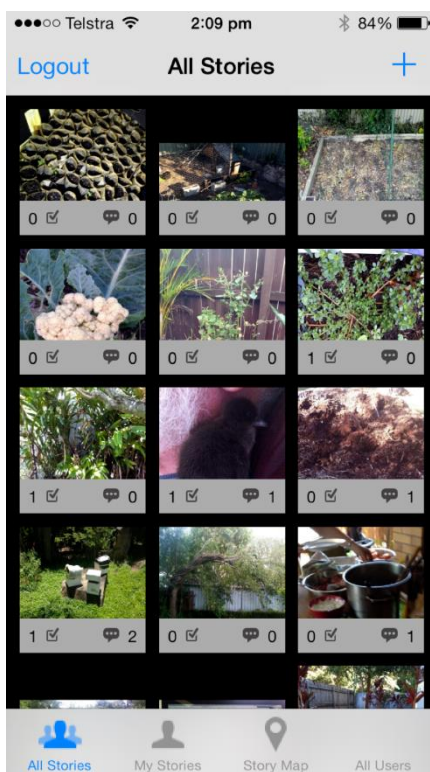 Telstra 2:09 pm 84%
Logout All Stories +
0 0 0 0 0 0
0 0 0 0 1 0
1 0 1 1 0 1
1 2 0 0 0 1
All Stories My Stories Story Map All Users